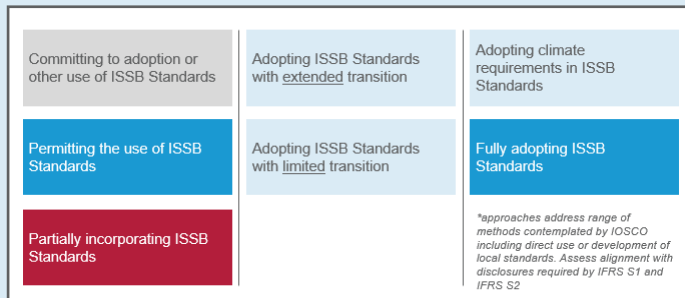 Committing to adoption or
other use of ISSB Standards
Permitting the use of ISSB
Standards
Partially incorporating ISSB
Standards
Adopting ISSB Standards
with extended transition
Adopting ISSB Standards
with limited transition
Adopting climate
requirements in ISSB
Standards
Fully adopting ISSB
Standards
*approaches address range of
methods contemplated by IOSCO
including direct use or development of
local standards. Assess alignment with
disclosures required by IFRS S1 and
IFRS S2